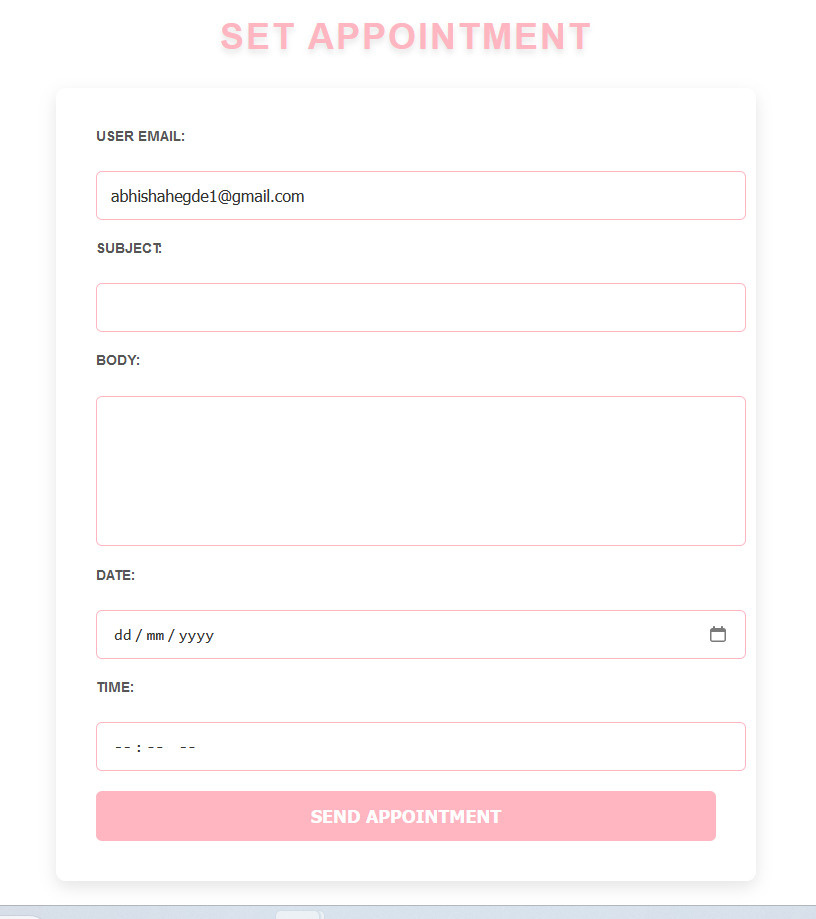 SET APPOINTMENT
USER EMAIL:
abhishahegde1@gmail.com
SUBJECT:
BODY:
DATE:
dd / mm / yyyy
TIME:
-- : -- --
SEND APPOINTMENT